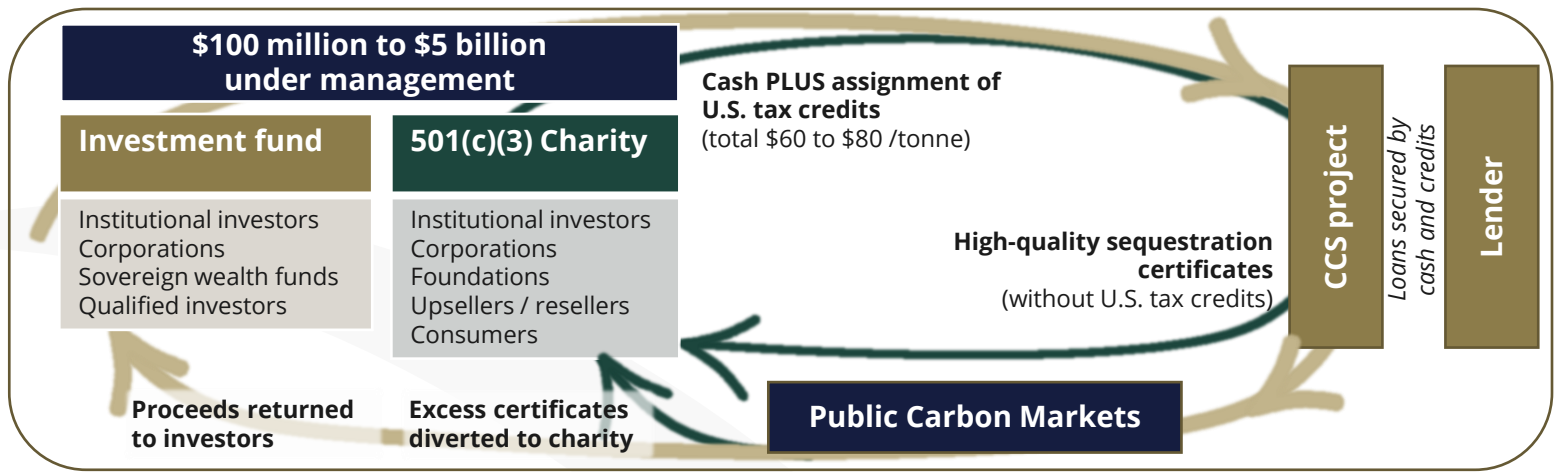 $100 million to $5 billion
under management
Investment fund
501(c)(3) Charity
Institutional investors
Corporations
Sovereign wealth funds
Qualified investors
Institutional investors
Corporations
Foundations
Upsellers / resellers
Consumers
Cash PLUS assignment of
U.S. tax credits
(total $60 to $80 /tonne)
High-quality sequestration
certificates
(without U.S. tax credits)
CCS project
Loans secured by
cash and credits
Lender
Proceeds returned
to investors
Excess certificates
diverted to charity
Public Carbon Markets